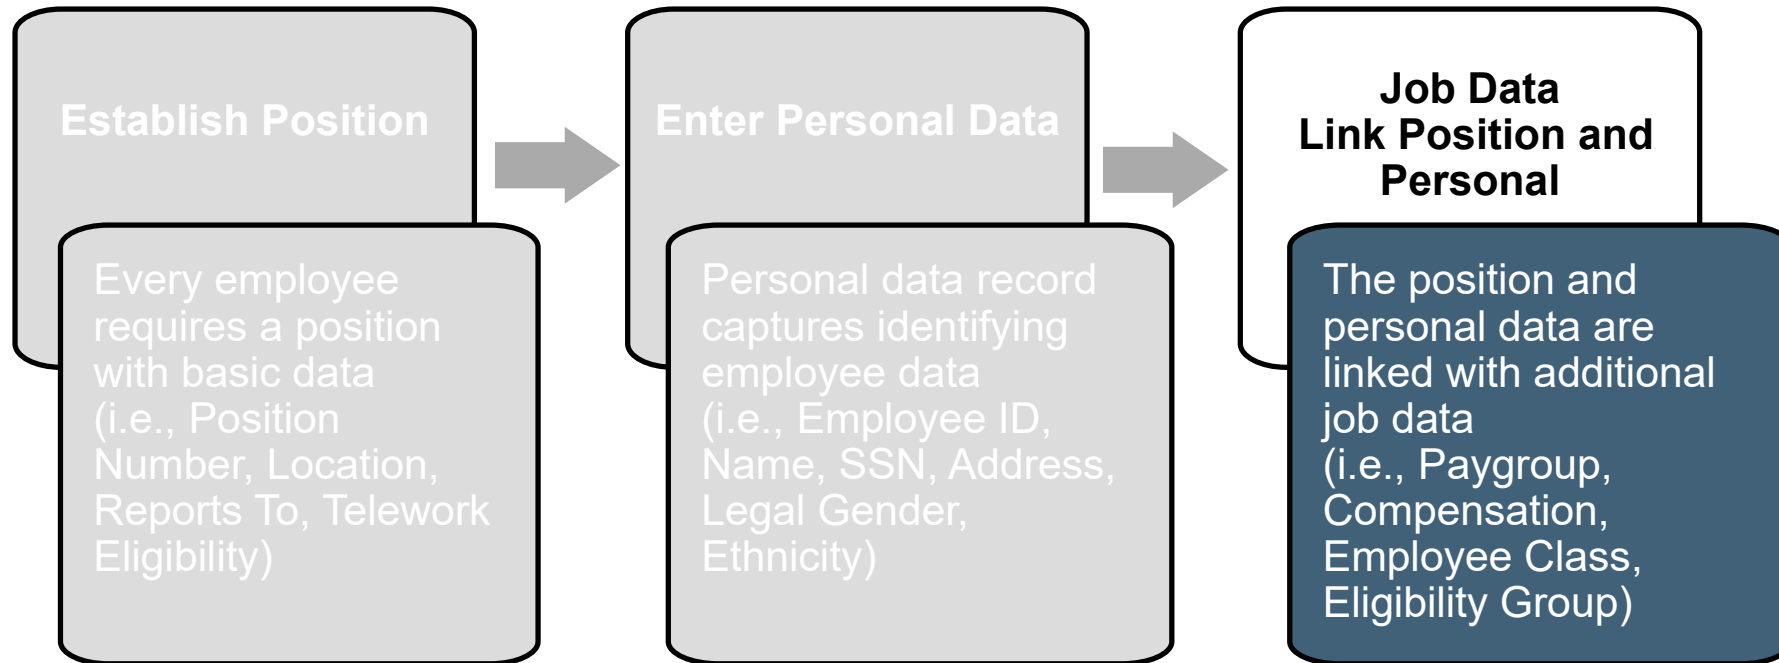 Establish Position
Every employee
requires a position
with basic data
(i.e., Position
Number, Location,
Reports To, Telework
Eligibility)
Enter Personal Data
Personal data record
captures identifying
employee data
(i.e., Employee ID,
Name, SSN, Address,
Legal Gender,
Ethnicity)
Job Data
Link Position and
Personal
The position and
personal data are
linked with additional
job data
(i.e., Paygroup,
Compensation,
Employee Class,
Eligibility Group)